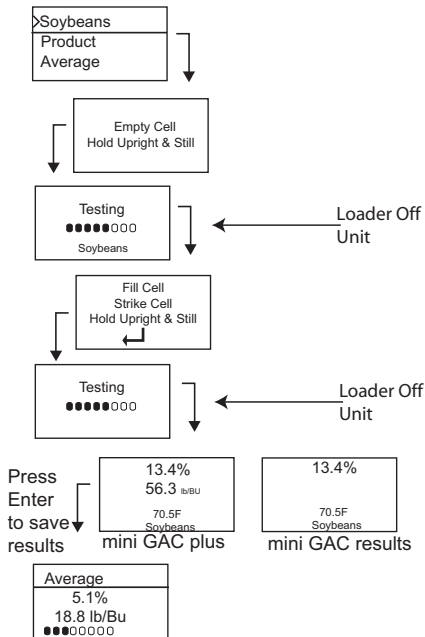 >Soybeans
Product
Average
Empty Cell
Hold Upright & Still
Testing
Soybeans
Loader Off
Unit
Fill Cell
Strike Cell
Hold Upright & Still
Testing
Loader Off
Unit
Press
Enter
to save
results
13.4%
56.3 lb/BU
70.5F
Soybeans
mini GAC plus
13.4%
70.5F
Soybeans
mini GAC results
Average
5.1%
18.8 lb/Bu